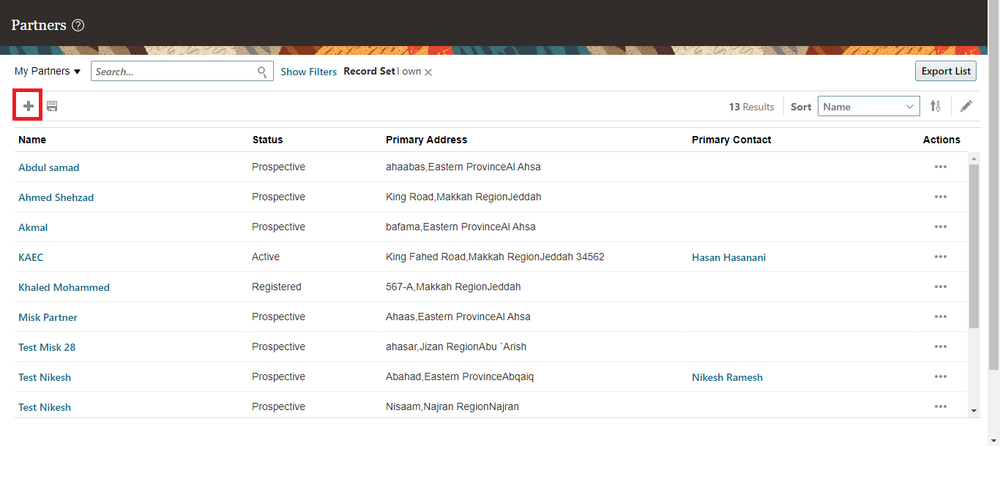 Partners ?
My Partners Search... Show Filters Record Set I own Export List
13 Results Sort Name
Name Status Primary Address Primary Contact Actions
Abdul samad Prospective ahaabas,Eastern ProvinceAl Ahsa
Ahmed Shehzad Prospective King Road,Makkah RegionJeddah
Akmal Prospective bafama,Eastern ProvinceAl Ahsa
KAEC Active King Fahed Road,Makkah RegionJeddah 34562 Hasan Hasanani
Khaled Mohammed Registered 567-A,Makkah RegionJeddah
Misk Partner Prospective Ahaas,Eastern ProvinceAl Ahsa
Test Misk 28 Prospective ahasar,Jizan RegionAbu `Arish
Test Nikesh Prospective Abahad,Eastern ProvinceAbqaiq Nikesh Ramesh
Test Nikesh Prospective Nisaam,Najran RegionNajran